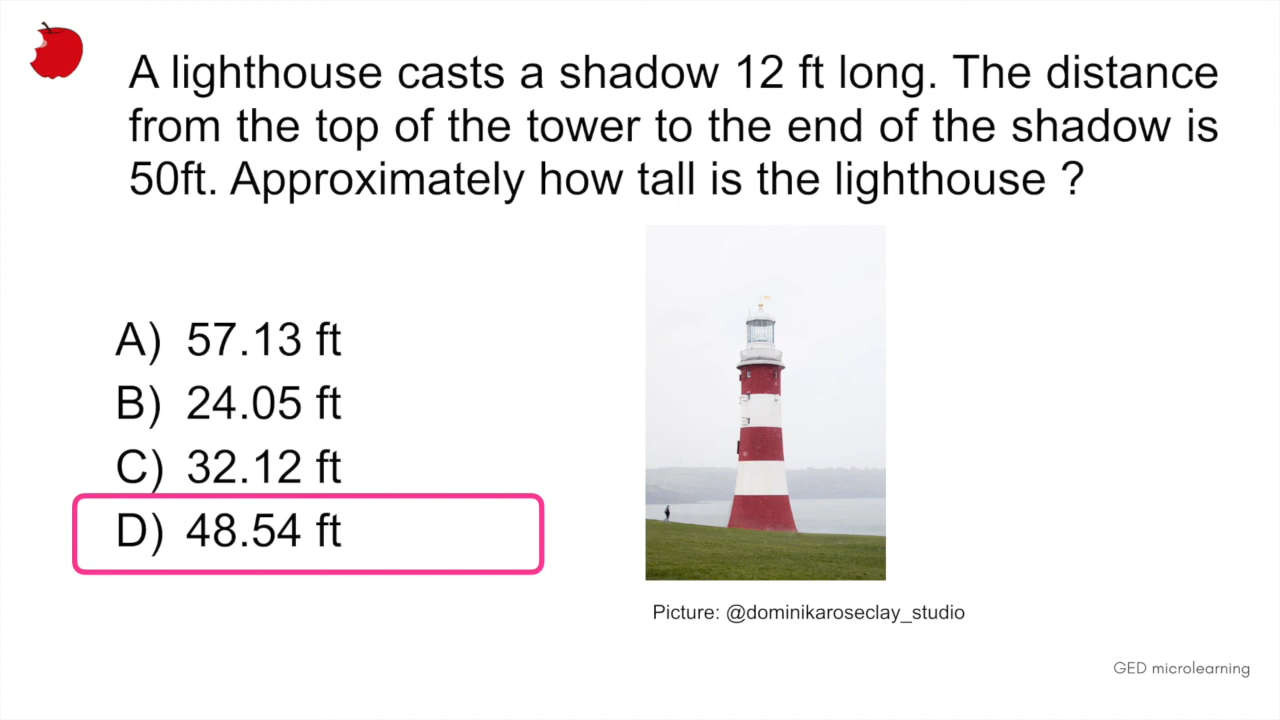 A lighthouse casts a shadow 12 ft long. The distance
from the top of the tower to the end of the shadow is
50ft. Approximately how tall is the lighthouse ?
A) 57.13 ft
B) 24.05 ft
C) 32.12 ft
D) 48.54 ft
Picture: @dominikaroseclay_studio
GED microlearning